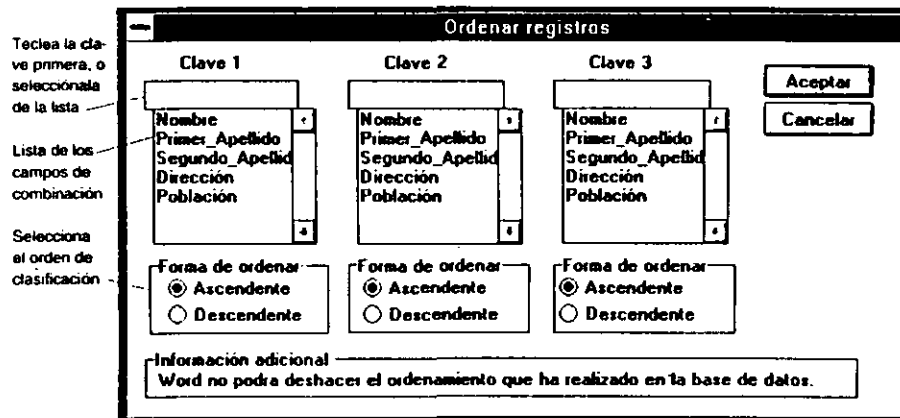 Ordenar registros
Teclea la cla-
ve primera, o
selecciónala
de la lista
Lista de los
campos de
combinación
Selecciona
el orden de
clasificación
Clave 1
Nombre
Primer_Apellido
Segundo_Apellid
Dirección
Población
Forma de ordenar
Ascendente
Descendente
Clave 2
Nombre
Primer_Apellido
Segundo_Apellid
Dirección
Población
Forma de ordenar
Ascendente
Descendente
Clave 3
Nombre
Primer_Apellido
Segundo_Apellid
Dirección
Población
Forma de ordenar
Ascendente
Descendente
Aceptar
Cancelar
Información adicional
Word no podra deshacer el ordenamiento que ha realizado en la base de datos.